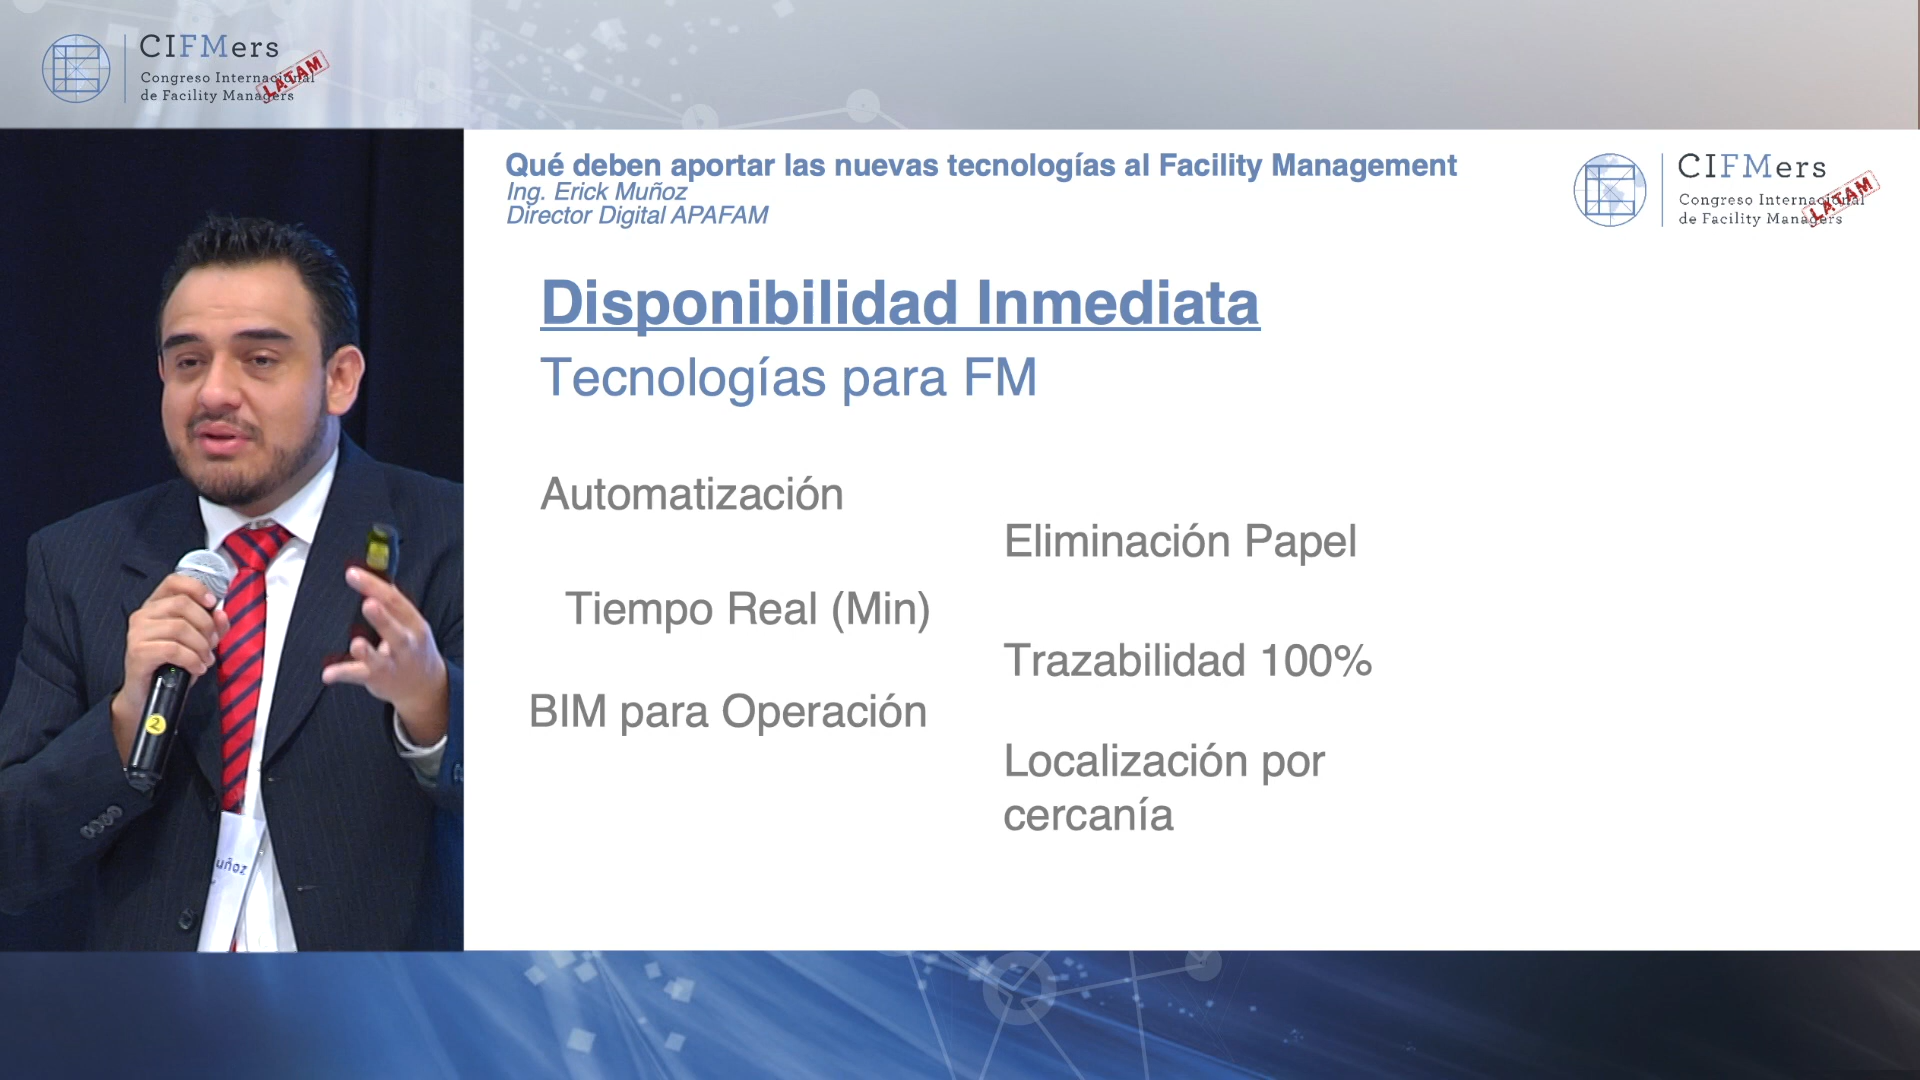 CIFMers
Congreso Internacional
de Facility Managers
LATAM
Qué deben aportar las nuevas tecnologías al Facility Management
Ing. Erick Muñoz
Director Digital APAFAM
CIFMers
Congreso Internacional
de Facility Managers
LATAM
Disponibilidad Inmediata
Tecnologías para FM
Automatización
Eliminación Papel
Tiempo Real (Min)
Trazabilidad 100%
BIM para Operación
Localización por
cercanía
2
uñoz